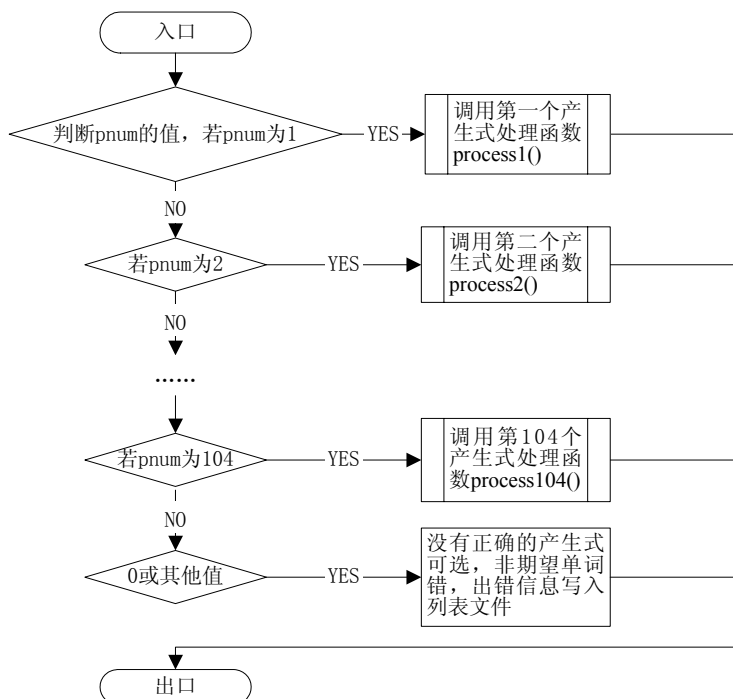 入口
判断pnum的值，若pnum为1
YES
调用第一个产
生式处理函数
process1()
NO
若pnum为2
YES
调用第二个产
生式处理函数
process2()
NO
……
若pnum为104
YES
调用第104个
产生式处理函
数process104()
NO
0或其他值
YES
没有正确的产生式
可选，非期望单词
错，出错信息写入
列表文件
出口